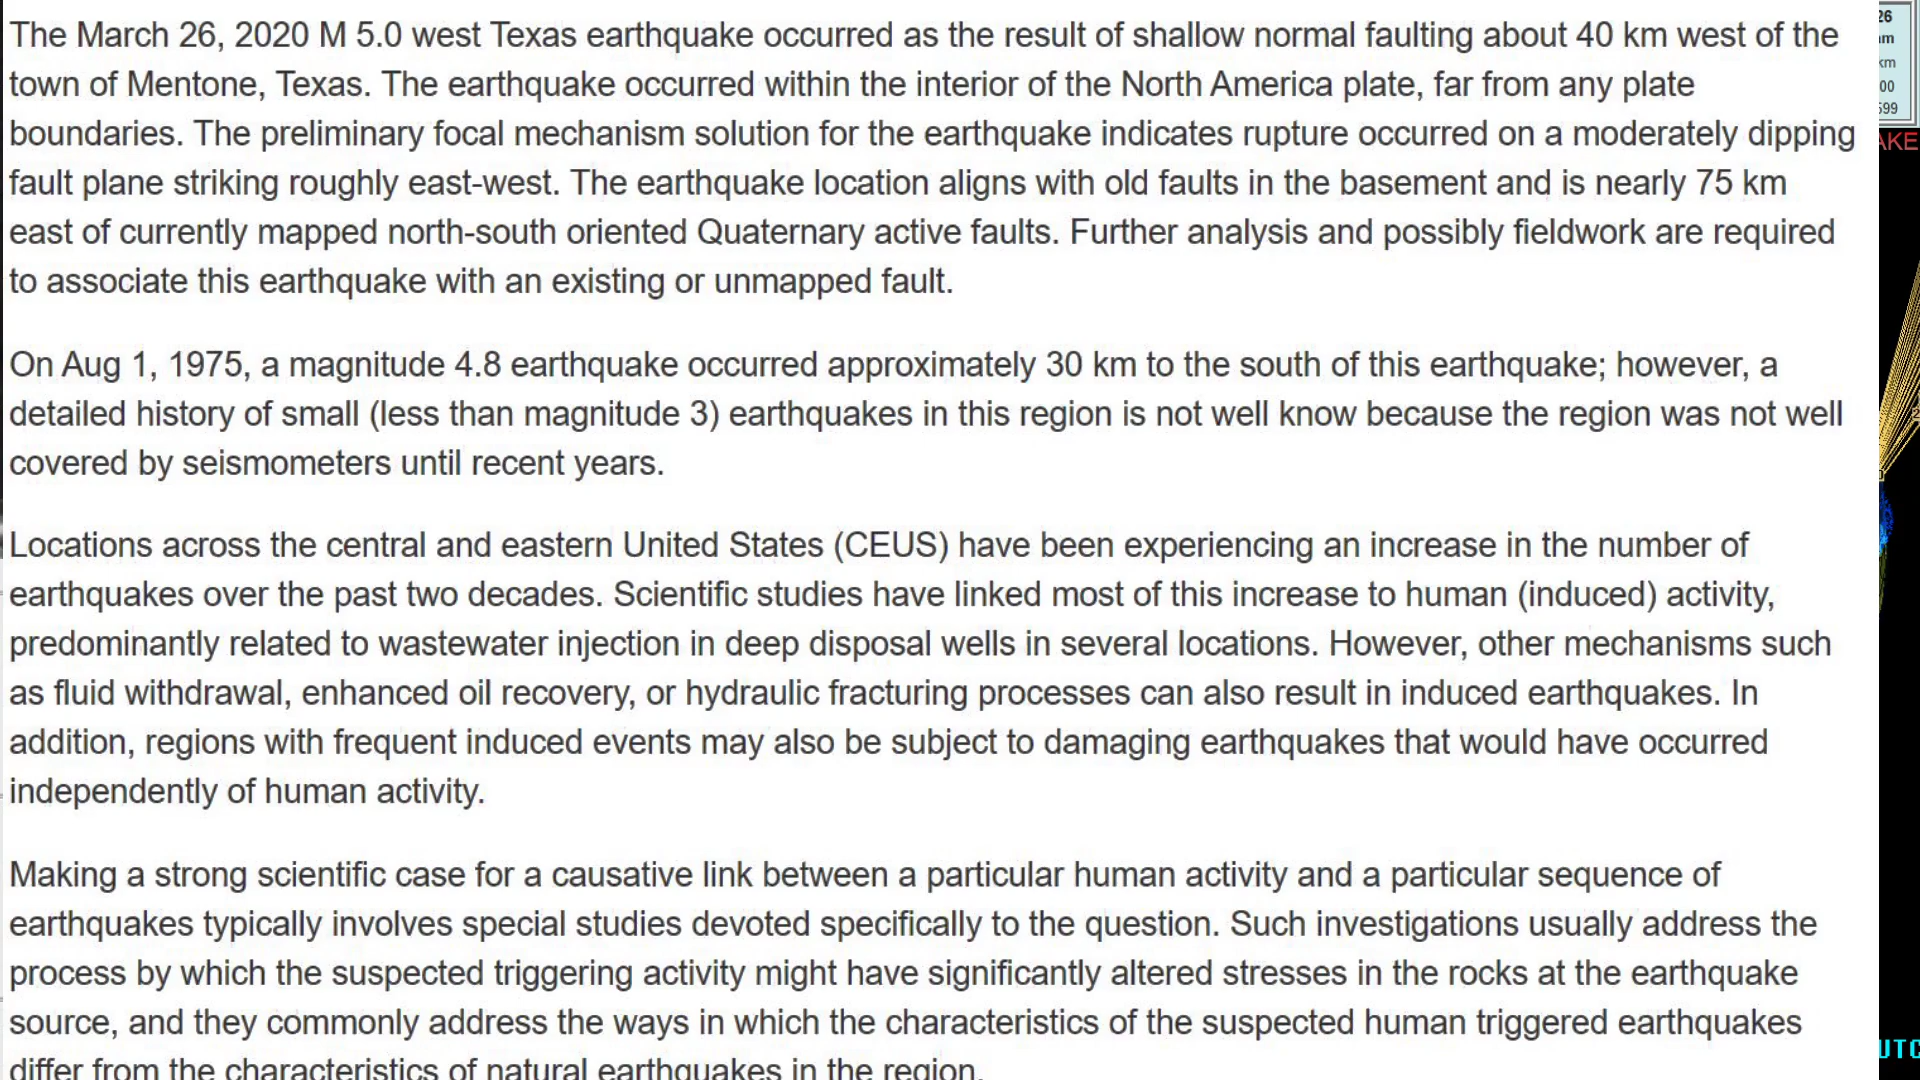 The March 26, 2020 M 5.0 west Texas earthquake occurred as the result of shallow normal faulting about 40 km west of the
town of Mentone, Texas. The earthquake occurred within the interior of the North America plate, far from any plate
boundaries. The preliminary focal mechanism solution for the earthquake indicates rupture occurred on a moderately dipping
fault plane striking roughly east-west. The earthquake location aligns with old faults in the basement and is nearly 75 km
east of currently mapped north-south oriented Quaternary active faults. Further analysis and possibly fieldwork are required
to associate this earthquake with an existing or unmapped fault.
On Aug 1, 1975, a magnitude 4.8 earthquake occurred approximately 30 km to the south of this earthquake; however, a
detailed history of small (less than magnitude 3) earthquakes in this region is not well know because the region was not well
covered by seismometers until recent years.
Locations across the central and eastern United States (CEUS) have been experiencing an increase in the number of
earthquakes over the past two decades. Scientific studies have linked most of this increase to human (induced) activity,
predominantly related to wastewater injection in deep disposal wells in several locations. However, other mechanisms such
as fluid withdrawal, enhanced oil recovery, or hydraulic fracturing processes can also result in induced earthquakes. In
addition, regions with frequent induced events may also be subject to damaging earthquakes that would have occurred
independently of human activity.
Making a strong scientific case for a causative link between a particular human activity and a particular sequence of
earthquakes typically involves special studies devoted specifically to the question. Such investigations usually address the
process by which the suspected triggering activity might have significantly altered stresses in the rocks at the earthquake
source, and they commonly address the ways in which the characteristics of the suspected human triggered earthquakes
differ from the characteristics of natural earthquakes in the region.
26
km
00
599
AKE
UTC